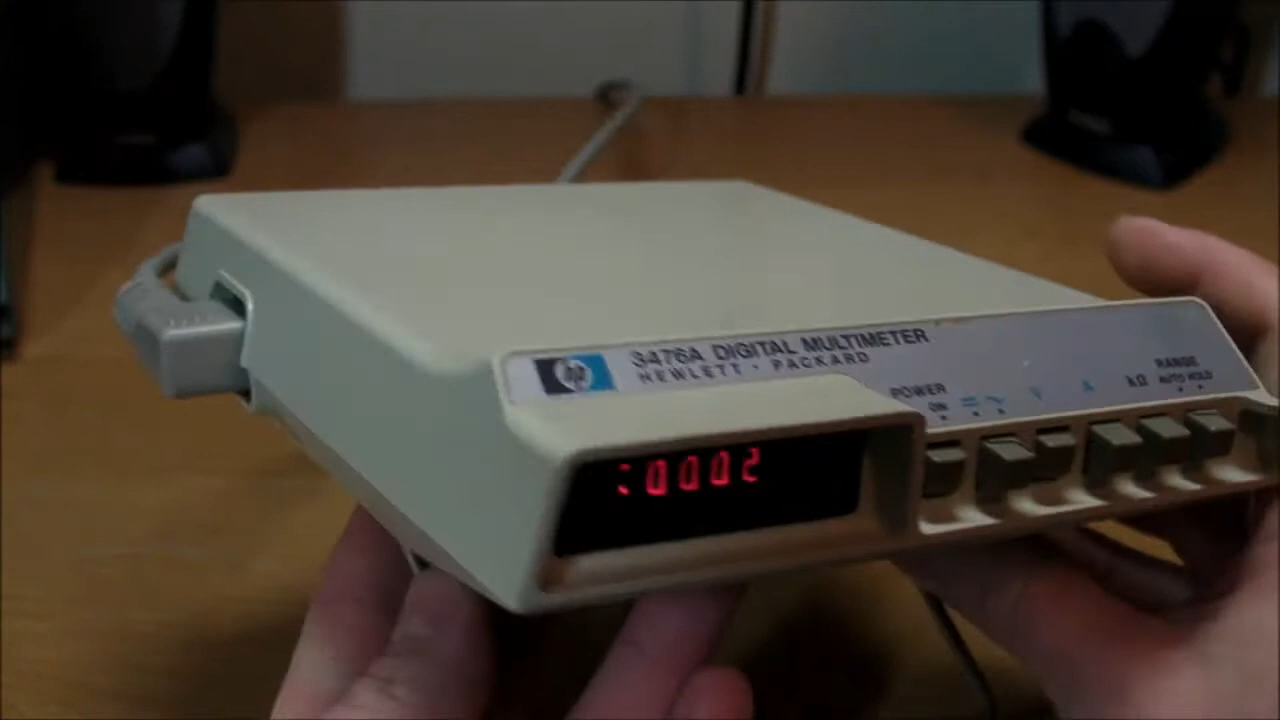 hp
3476A DIGITAL MULTIMETER
HEWLETT · PACKARD
POWER
ON
V
A
kΩ
RANGE
AUTO HOLD
0002